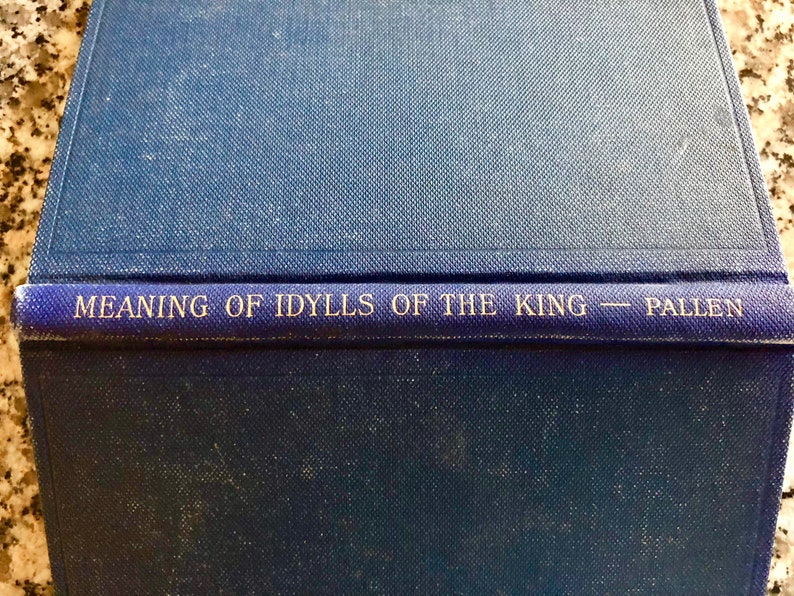 MEANING OF IDYLLS OF THE KING — PALLEN